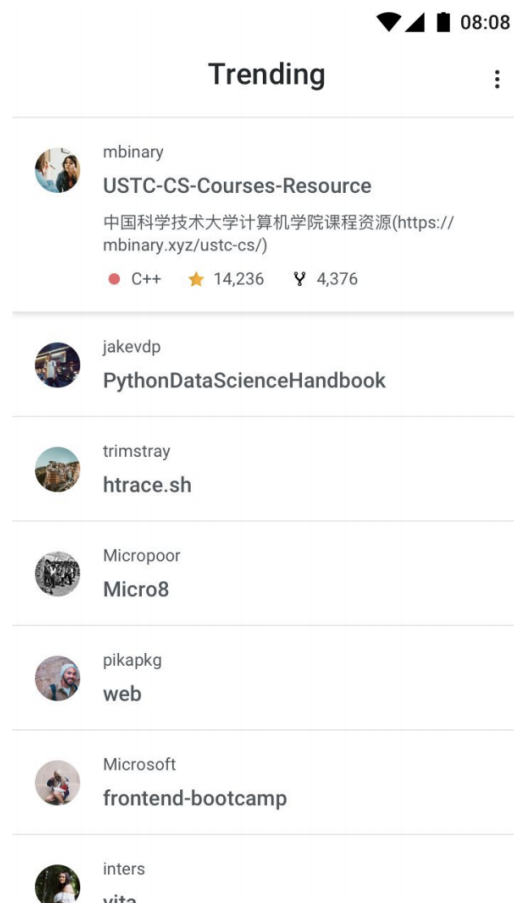 08:08
Trending
mbinary
USTC-CS-Courses-Resource
中国科学技术大学计算机学院课程资源(https://
mbinary.xyz/ustc-cs/)
C++ 14,236 4,376
jakevdp
PythonDataScienceHandbook
trimstray
htrace.sh
Micropoor
Micro8
pikapkg
web
Microsoft
frontend-bootcamp
inters
vita